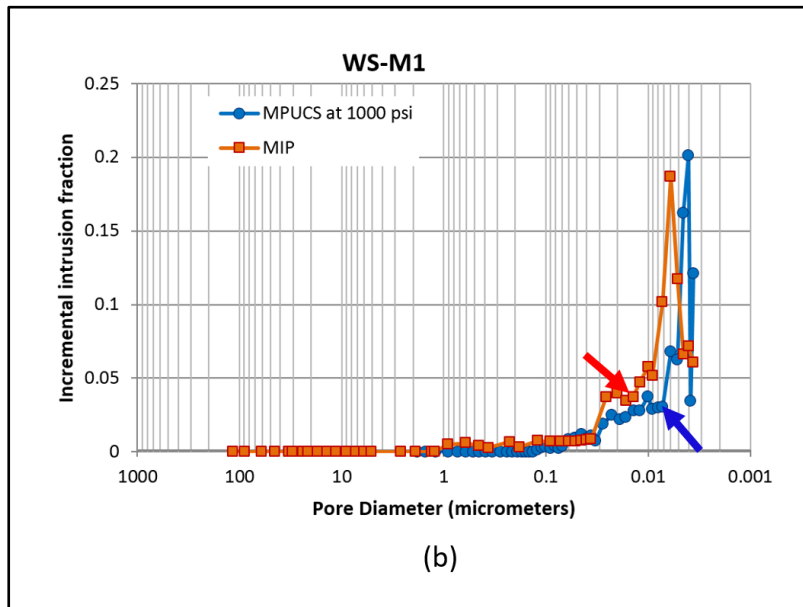 WS-M1
0.25
0.2
0.15
0.1
0.05
0
Incremental intrusion fraction
MPUCS at 1000 psi
MIP
1000 100 10 1 0.1 0.01 0.001
Pore Diameter (micrometers)
(b)